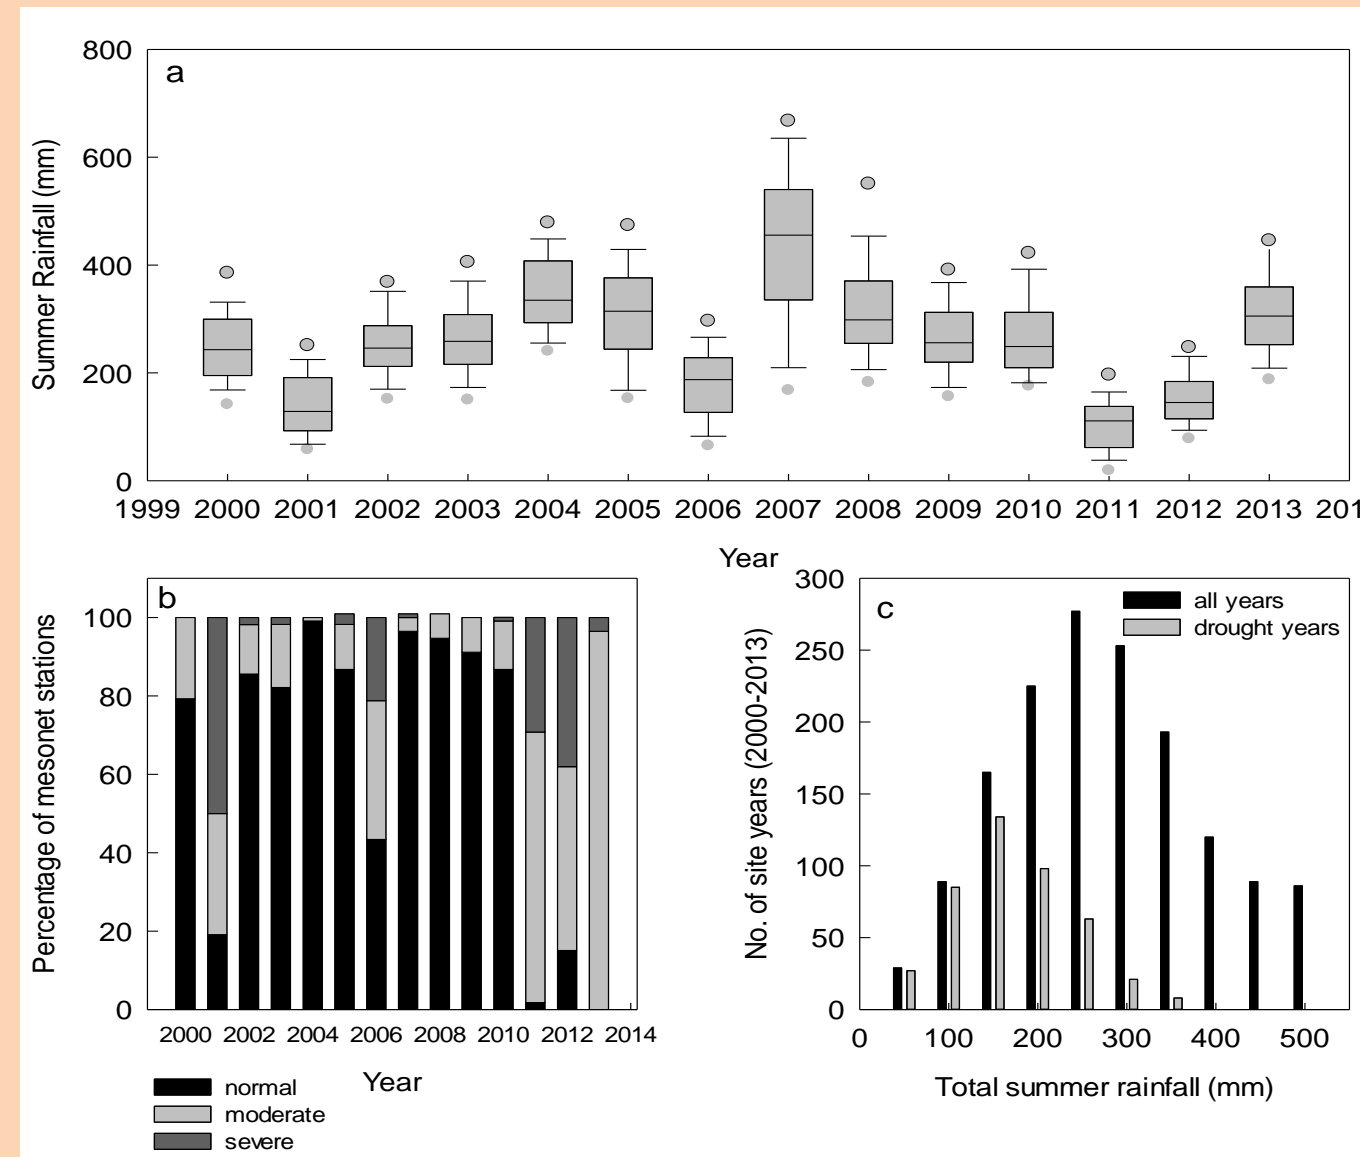 a
Summer Rainfall (mm)
800
600
400
200
0
1999 2000 2001 2002 2003 2004 2005 2006 2007 2008 2009 2010 2011 2012 2013 201
Year
b
Percentage of mesonet stations
100
80
60
40
20
0
2000 2002 2004 2006 2008 2010 2012 2014
Year
normal
moderate
severe
c
all years
drought years
No. of site years (2000-2013)
300
250
200
150
100
50
0
0 100 200 300 400 500
Total summer rainfall (mm)